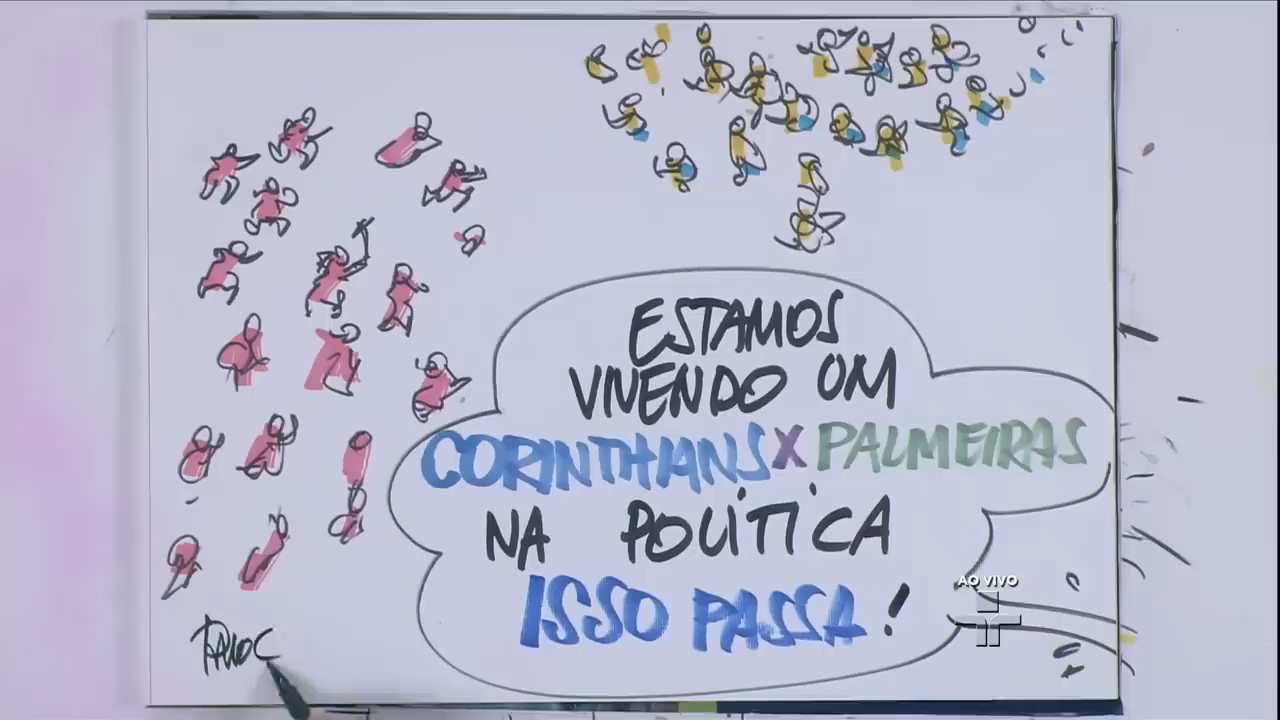 ESTAMOS
VIVENDO UM
CORINTHIANS X PALMEIRAS
NA POLÍTICA
ISSO PASSA!
AO VIVO